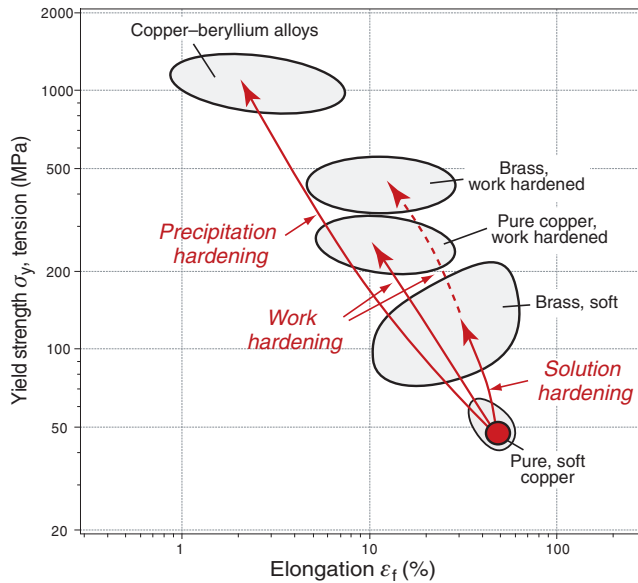 2000
1000
500
200
100
50
20
Yield strength σy, tension (MPa)
Copper–beryllium alloys
Brass,
work hardened
Pure copper,
work hardened
Precipitation
hardening
Work
hardening
Brass, soft
Solution
hardening
Pure, soft
copper
1
10
100
Elongation εf (%)